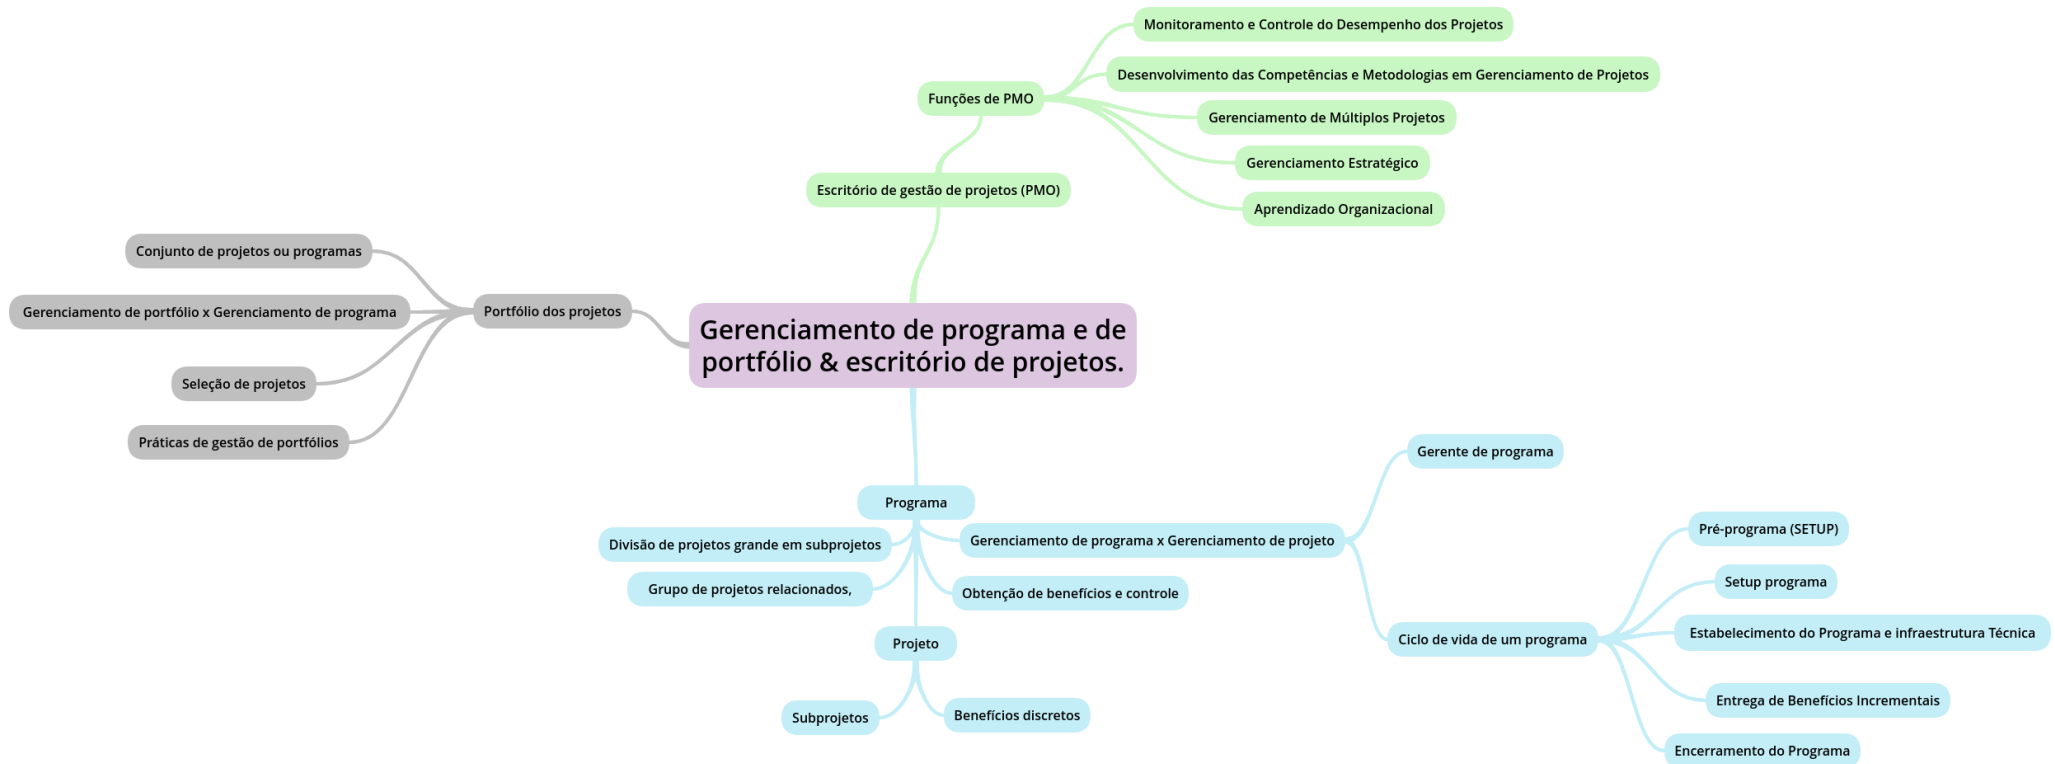 Monitoramento e Controle do Desempenho dos Projetos
Desenvolvimento das Competências e Metodologias em Gerenciamento de Projetos
Funções de PMO
Gerenciamento de Múltiplos Projetos
Gerenciamento Estratégico
Escritório de gestão de projetos (PMO)
Aprendizado Organizacional
Conjunto de projetos ou programas
Gerenciamento de portfólio x Gerenciamento de programa
Portfólio dos projetos
Seleção de projetos
Práticas de gestão de portfólios
Gerenciamento de programa e de
portfólio & escritório de projetos.
Programa
Divisão de projetos grande em subprojetos
Grupo de projetos relacionados,
Gerenciamento de programa x Gerenciamento de projeto
Obtenção de benefícios e controle
Projeto
Subprojetos
Benefícios discretos
Gerente de programa
Ciclo de vida de um programa
Pré-programa (SETUP)
Setup programa
Estabelecimento do Programa e infraestrutura Técnica
Entrega de Benefícios Incrementais
Encerramento do Programa